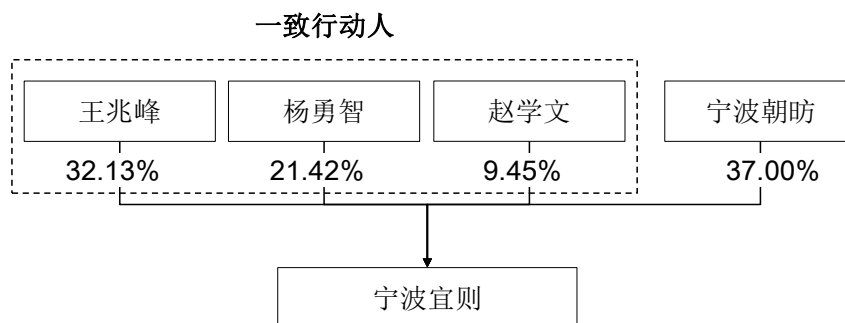 一致行动人
王兆峰 杨勇智 赵学文 宁波朝昉
32.13% 21.42% 9.45% 37.00%
宁波宜则